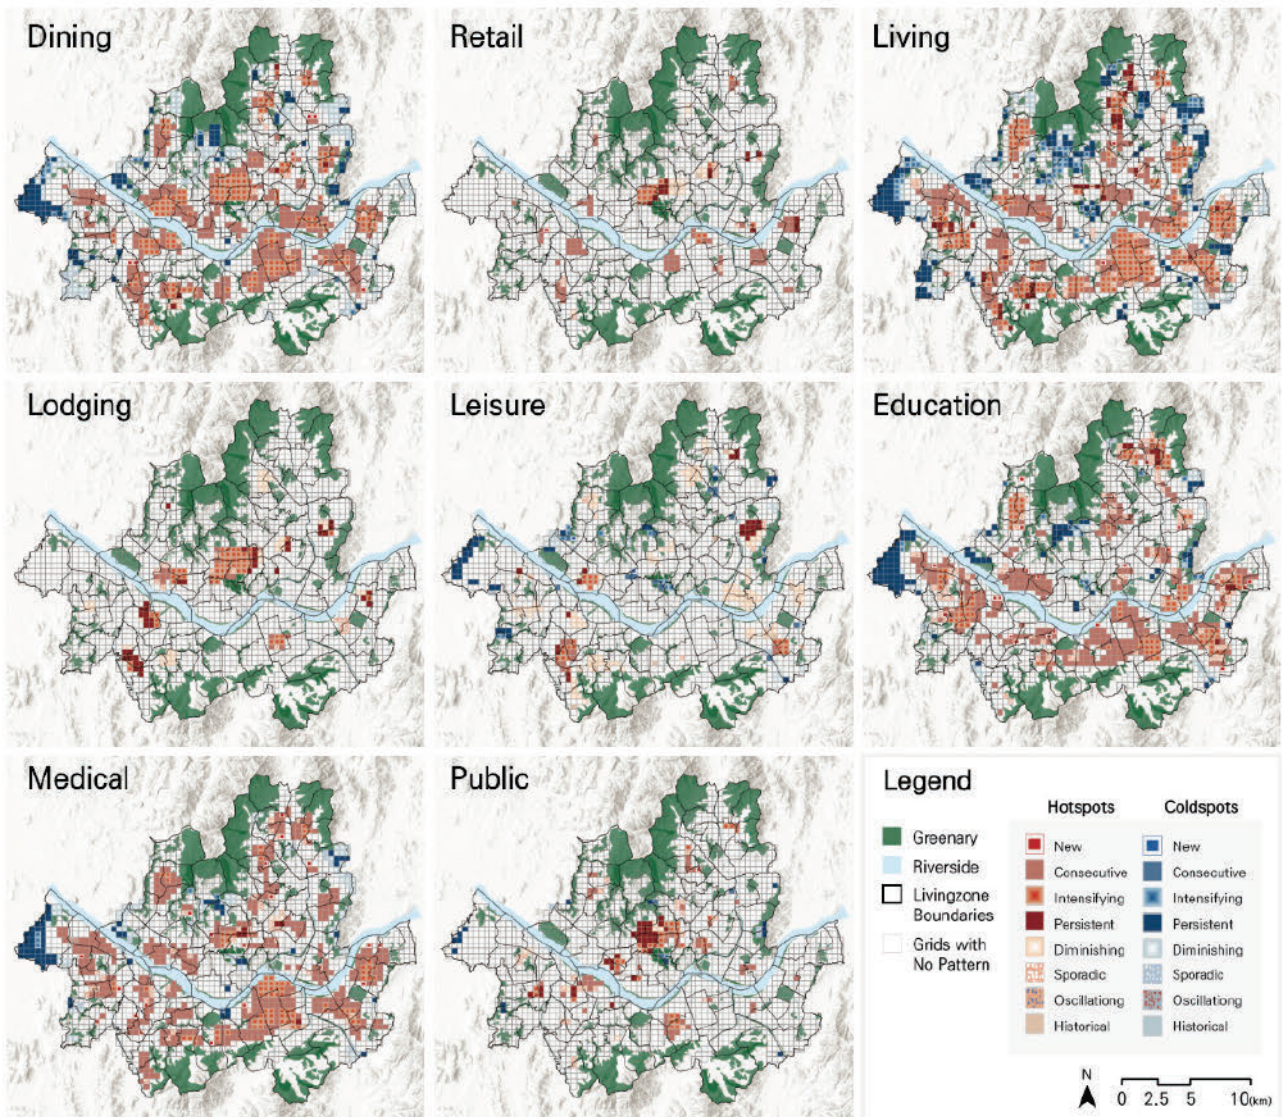 Dining
Retail
Living
Lodging
Leisure
Education
Medical
Public
Legend
Greenary
Riverside
Livingzone
Boundaries
Grids with
No Pattern
Hotspots
Coldspots
New
New
Consecutive
Consecutive
Intensifying
Intensifying
Persistent
Persistent
Diminishing
Diminishing
Sporadic
Sporadic
Oscillationg
Oscillationg
Historical
Historical
N
0 2.5 5 10(km)